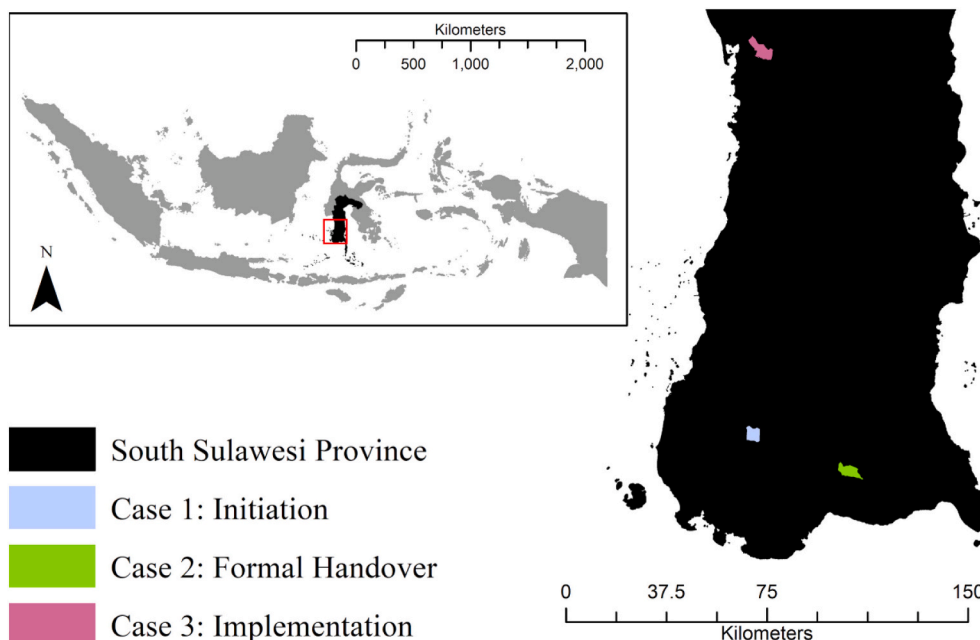 Kilometers
0 500 1,000 2,000
N
South Sulawesi Province
Case 1: Initiation
Case 2: Formal Handover
Case 3: Implementation
0 37.5 75 150
Kilometers